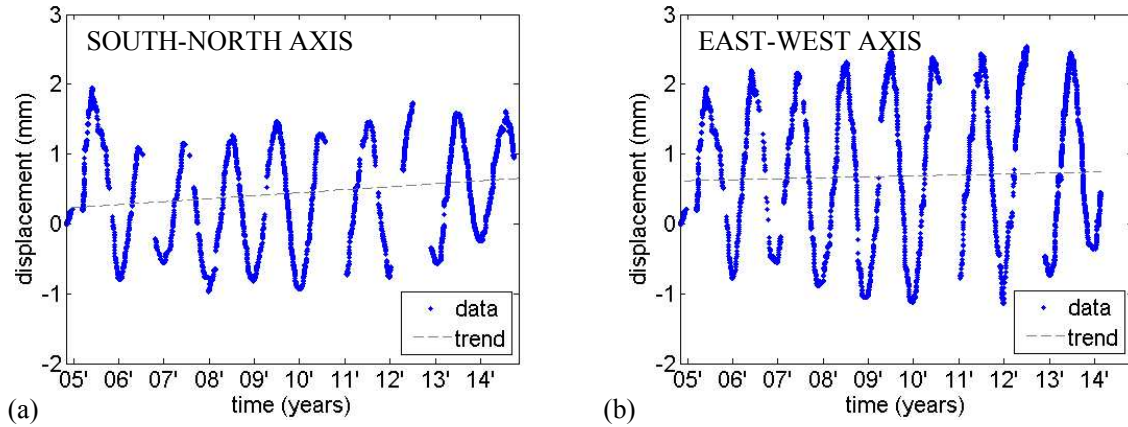 SOUTH-NORTH AXIS
3
2
1
0
-1
-2
displacement (mm)
data
trend
05' 06' 07' 08' 09' 10' 11' 12' 13' 14'
time (years)
(a)
EAST-WEST AXIS
3
2
1
0
-1
-2
displacement (mm)
data
trend
05' 06' 07' 08' 09' 10' 11' 12' 13' 14'
time (years)
(b)